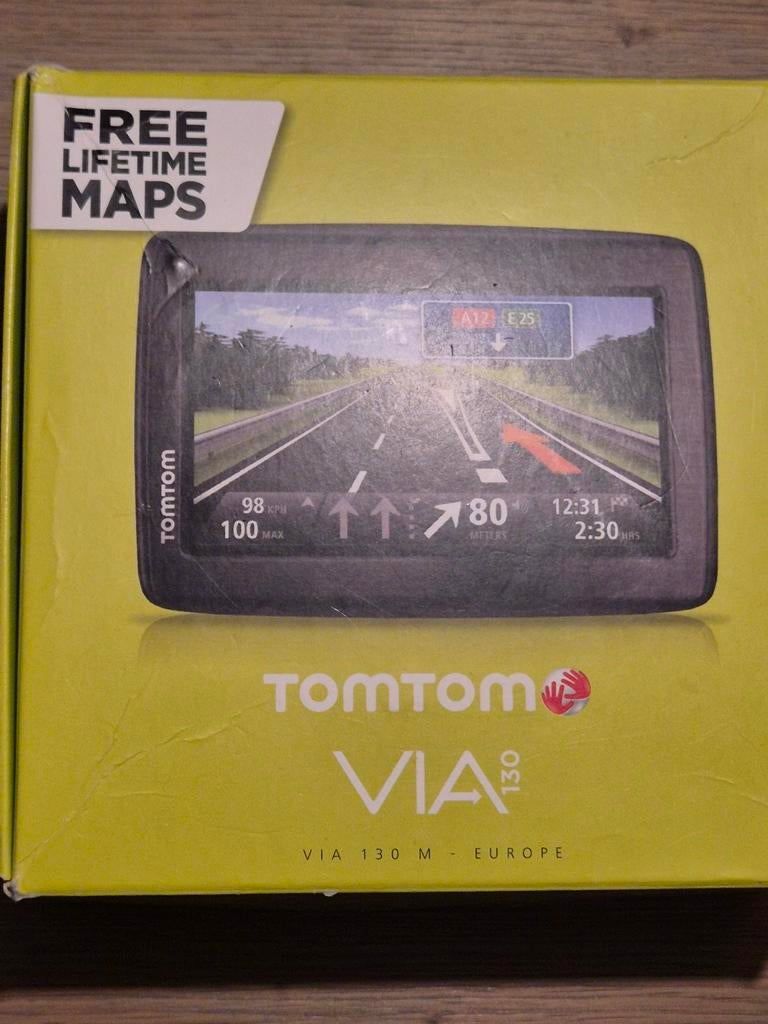 FREE
LIFETIME
MAPS
A12 E25
TOMTOM
98 KPH
100 MAX
80
METERS
12:31
2:30 HRS
TOMTOM
VIA 130
VIA 130 M - EUROPE